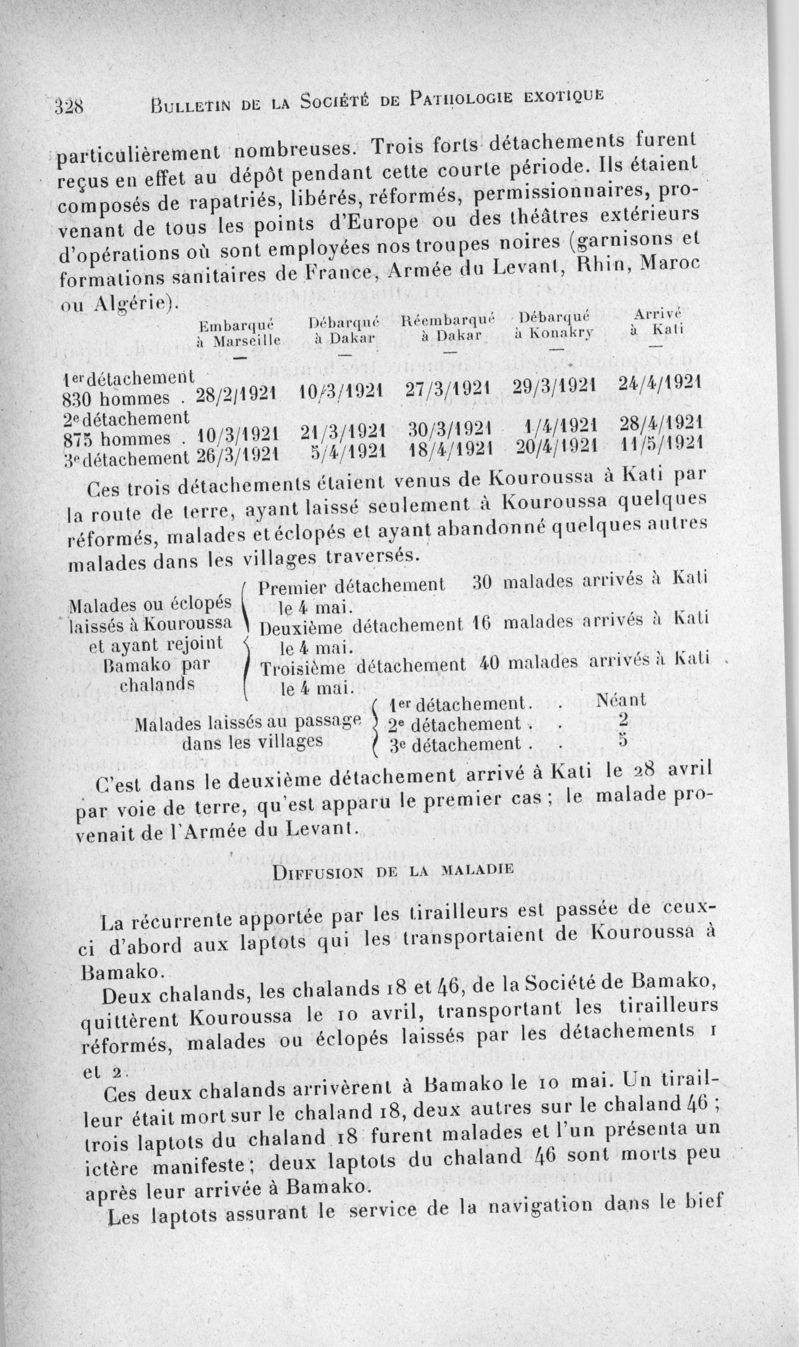 328 BULLETIN DE LA SOCIÉTÉ DE PATHOLOGIE EXOTIQUE
particulièrement nombreuses. Trois forts détachements furent
reçus en effet au dépôt pendant cette courte période. Ils étaient
composés de rapatriés, libérés, réformés, permissionnaires, pro-
venant de tous les points d'Europe ou des théâtres extérieurs
d'opérations où sont employées nos troupes noires (garnisons et
formations sanitaires de France, Armée du Levant, Rhin, Maroc
ou Algérie).
Embarqué Débarqué Réembarqué Débarqué Arrivé
à Marseille à Dakar à Dakar à Konakry à Kati
— — — — —
1er détachement
830 hommes . 28/2/1921 10/3/1921 27/3/1921 29/3/1921 24/4/1921
2e détachement
875 hommes . 10/3/1921 21/3/1921 30/3/1921 1/4/1921 28/4/1921
3e détachement 26/3/1921 5/4/1921 18/4/1921 20/4/1921 11/5/1921
Ces trois détachements étaient venus de Kouroussa à Kati par
la route de terre, ayant laissé seulement à Kouroussa quelques
réformés, malades et éclopés et ayant abandonné quelques autres
malades dans les villages traversés.
Malades ou éclopés
laissés à Kouroussa
et ayant rejoint
Bamako par
chalands
Premier détachement 30 malades arrivés à Kati
le 4 mai.
Deuxième détachement 16 malades arrivés à Kati
le 4 mai.
Troisième détachement 40 malades arrivés à Kati .
le 4 mai.
Malades laissés au passage
dans les villages
1er détachement. . Néant
2e détachement . . 2
3e détachement . . 5
C'est dans le deuxième détachement arrivé à Kati le 28 avril
par voie de terre, qu'est apparu le premier cas ; le malade pro-
venait de l'Armée du Levant.
DIFFUSION DE LA MALADIE
La récurrente apportée par les tirailleurs est passée de ceux-
ci d'abord aux laptots qui les transportaient de Kouroussa à
Bamako.
Deux chalands, les chalands 18 et 46, de la Société de Bamako,
quittèrent Kouroussa le 10 avril, transportant les tirailleurs
réformés, malades ou éclopés laissés par les détachements 1
et 2.
Ces deux chalands arrivèrent à Bamako le 10 mai. Un tirail-
leur était mort sur le chaland 18, deux autres sur le chaland 46 ;
trois laptots du chaland 18 furent malades et l'un présenta un
ictère manifeste ; deux laptots du chaland 46 sont morts peu
après leur arrivée à Bamako.
Les laptots assurant le service de la navigation dans le bief